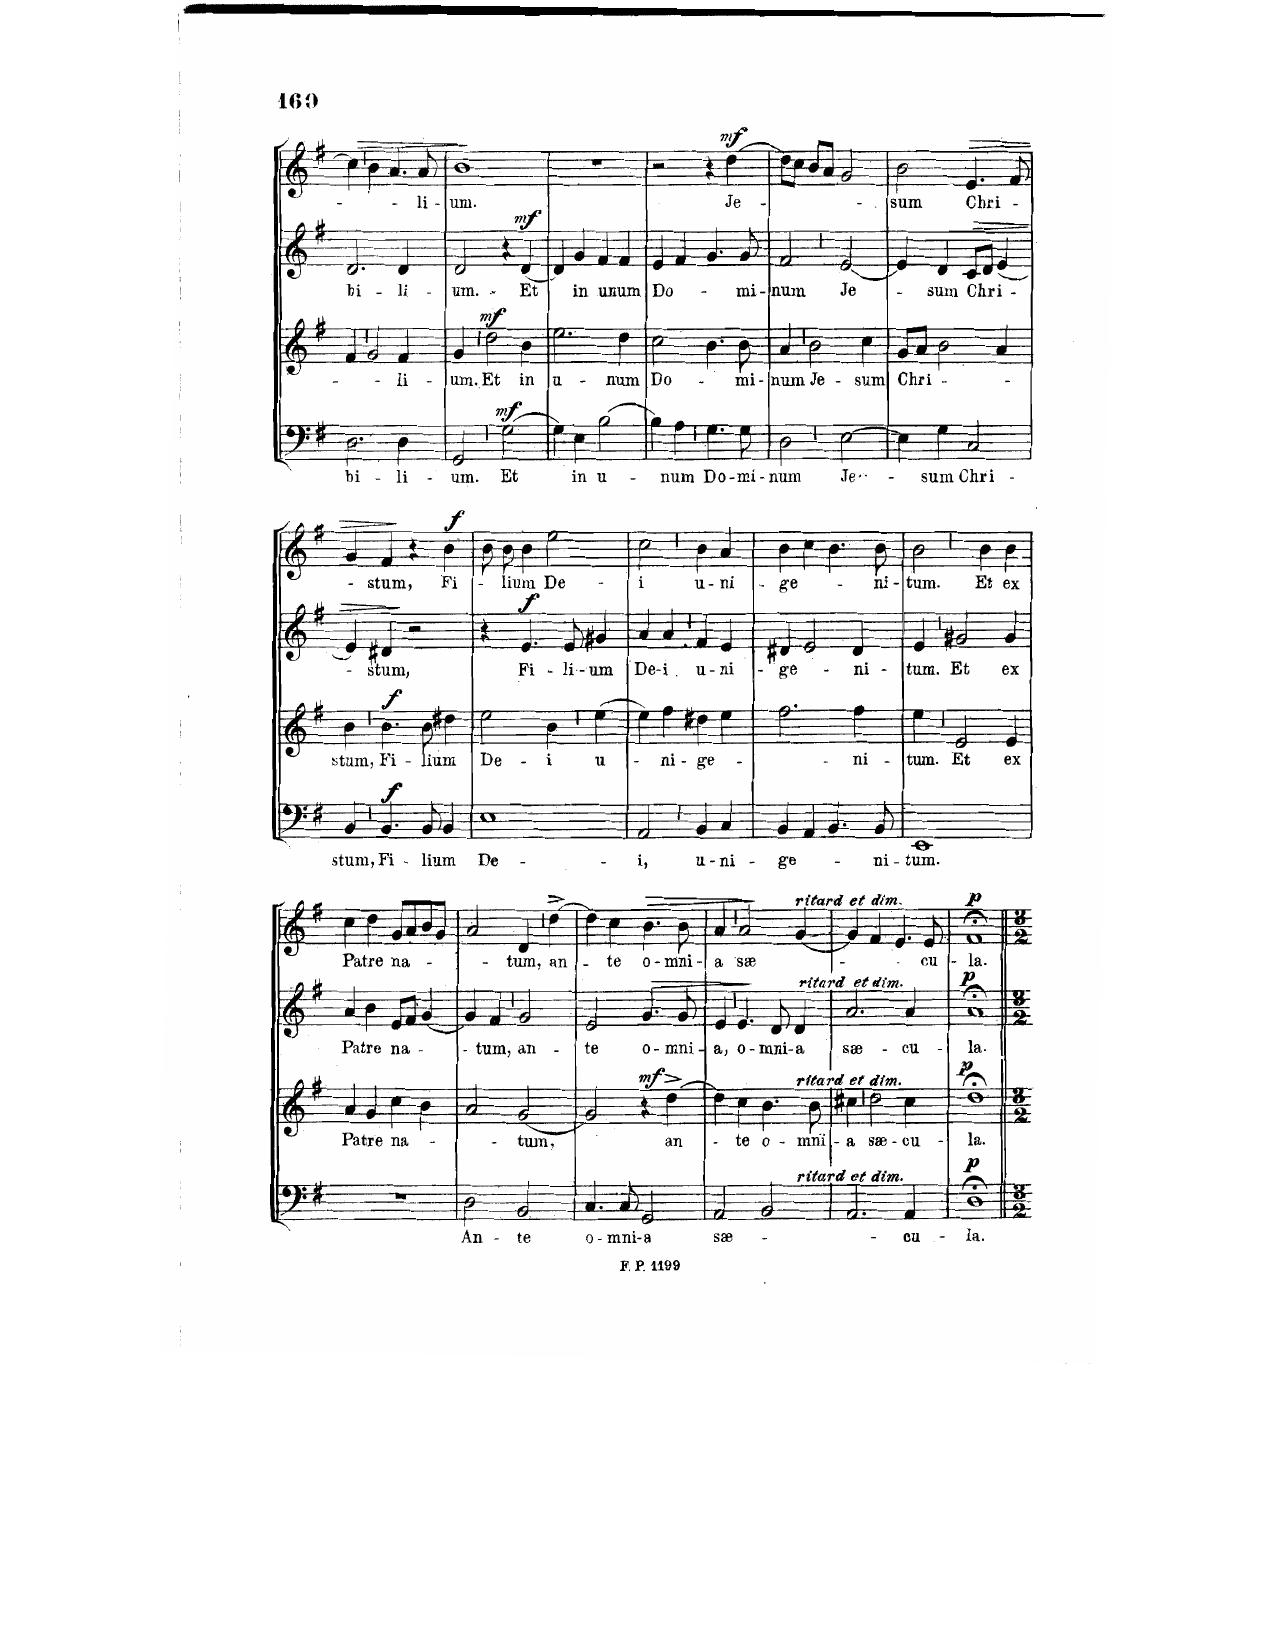 160
mf
- - li - um. Je - - sum Chri -
mf
bi - li - um. - Et in unum Do - mi - num Je - sum Chri -
mf
- - li - um. Et in u - num Do - mi - num Je - sum Chri - -
mf
bi - li - um. Et in u - num Do - mi - num Je - sum Chri -
f
- stum, Fi - lium De - i u - ni - ge - ni - tum. Et ex
f
- stum, Fi - li - um De - i u - ni - ge - ni - tum. Et ex
f
stum, Fi - lium De - i u - ni - ge - - ni - tum. Et ex
f
stum, Fi - lium De - i, u - ni - ge - ni - tum.
ritard et dim. p
Patre na - - tum, an - te o - mni - a sæ - - cu - la.
ritard et dim. p
Patre na - - tum, an - te o - mni - a, o - mni - a sæ - cu - la.
mf ritard et dim. p
Patre na - - tum, an - te o - mni - a sæ - cu - la.
ritard et dim. p
An - te o - mni - a sæ - - cu - la.
F. P. 1199